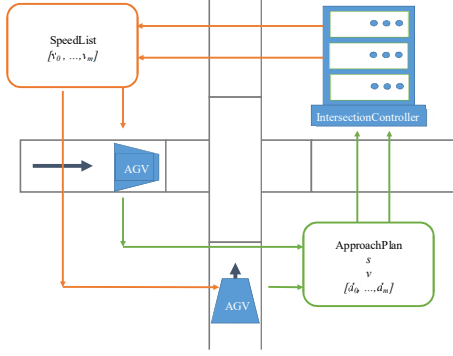 SpeedList
[v₀ , ...,vₘ]
IntersectionController
AGV
ApproachPlan
s
v
[d₀, ...,dₘ]
AGV